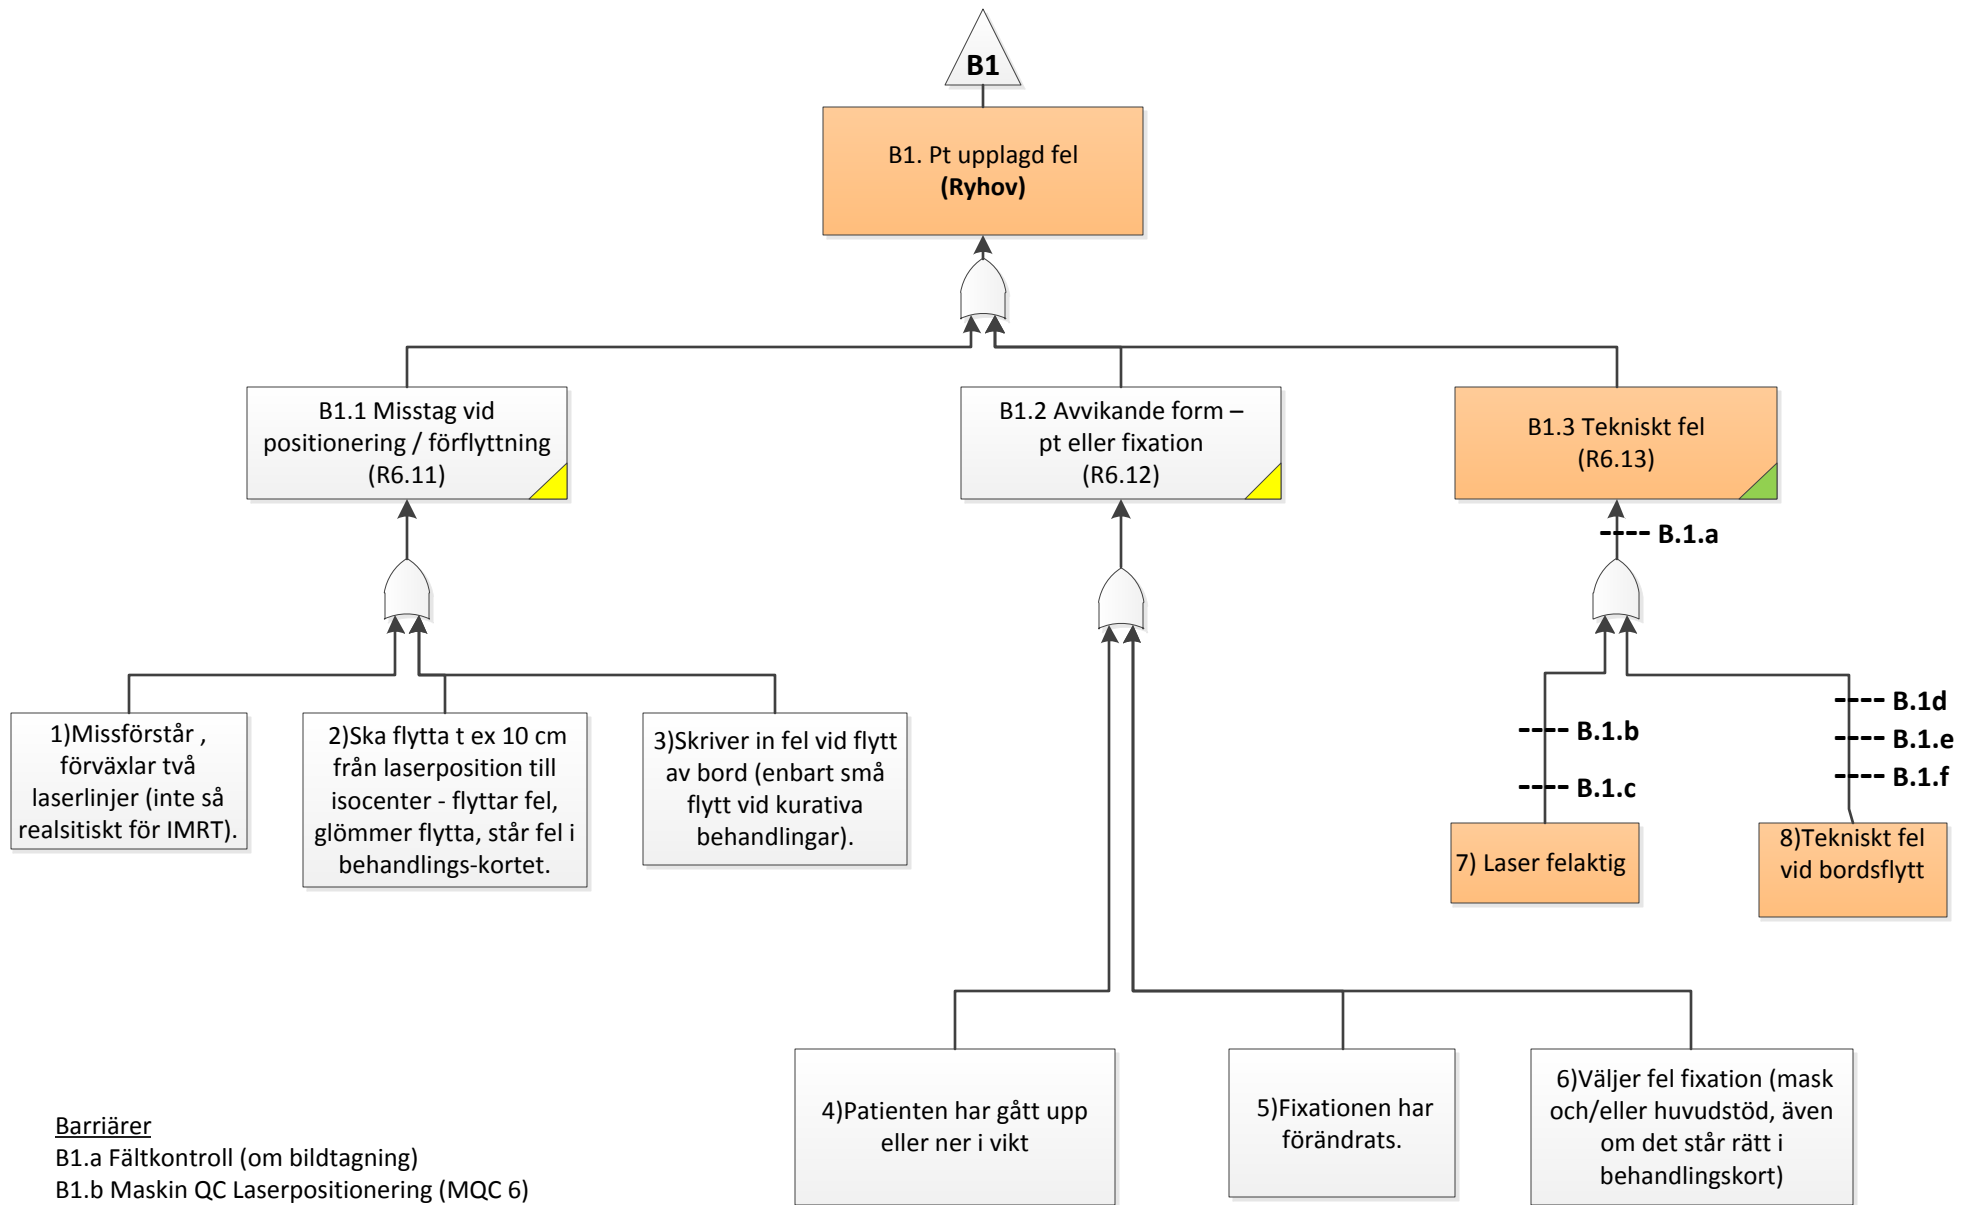 B1
B1. Pt upplagd fel
(Ryhov)
B1.1 Misstag vid
positionering / förflyttning
(R6.11)
B1.2 Avvikande form –
pt eller fixation
(R6.12)
B1.3 Tekniskt fel
(R6.13)
B.1.a
B.1.b
B.1.c
B.1d
B.1.e
B.1.f
1)Missförstår ,
förväxlar två
laserlinjer (inte så
realsitiskt för IMRT).
2)Ska flytta t ex 10 cm
från laserposition till
isocenter - flyttar fel,
glömmer flytta, står fel i
behandlings-kortet.
3)Skriver in fel vid flytt
av bord (enbart små
flytt vid kurativa
behandlingar).
7) Laser felaktig
8)Tekniskt fel
vid bordsflytt
4)Patienten har gått upp
eller ner i vikt
5)Fixationen har
förändrats.
6)Väljer fel fixation (mask
och/eller huvudstöd, även
om det står rätt i
behandlingskort)
Barriärer
B1.a Fältkontroll (om bildtagning)
B1.b Maskin QC Laserpositionering (MQC 6)